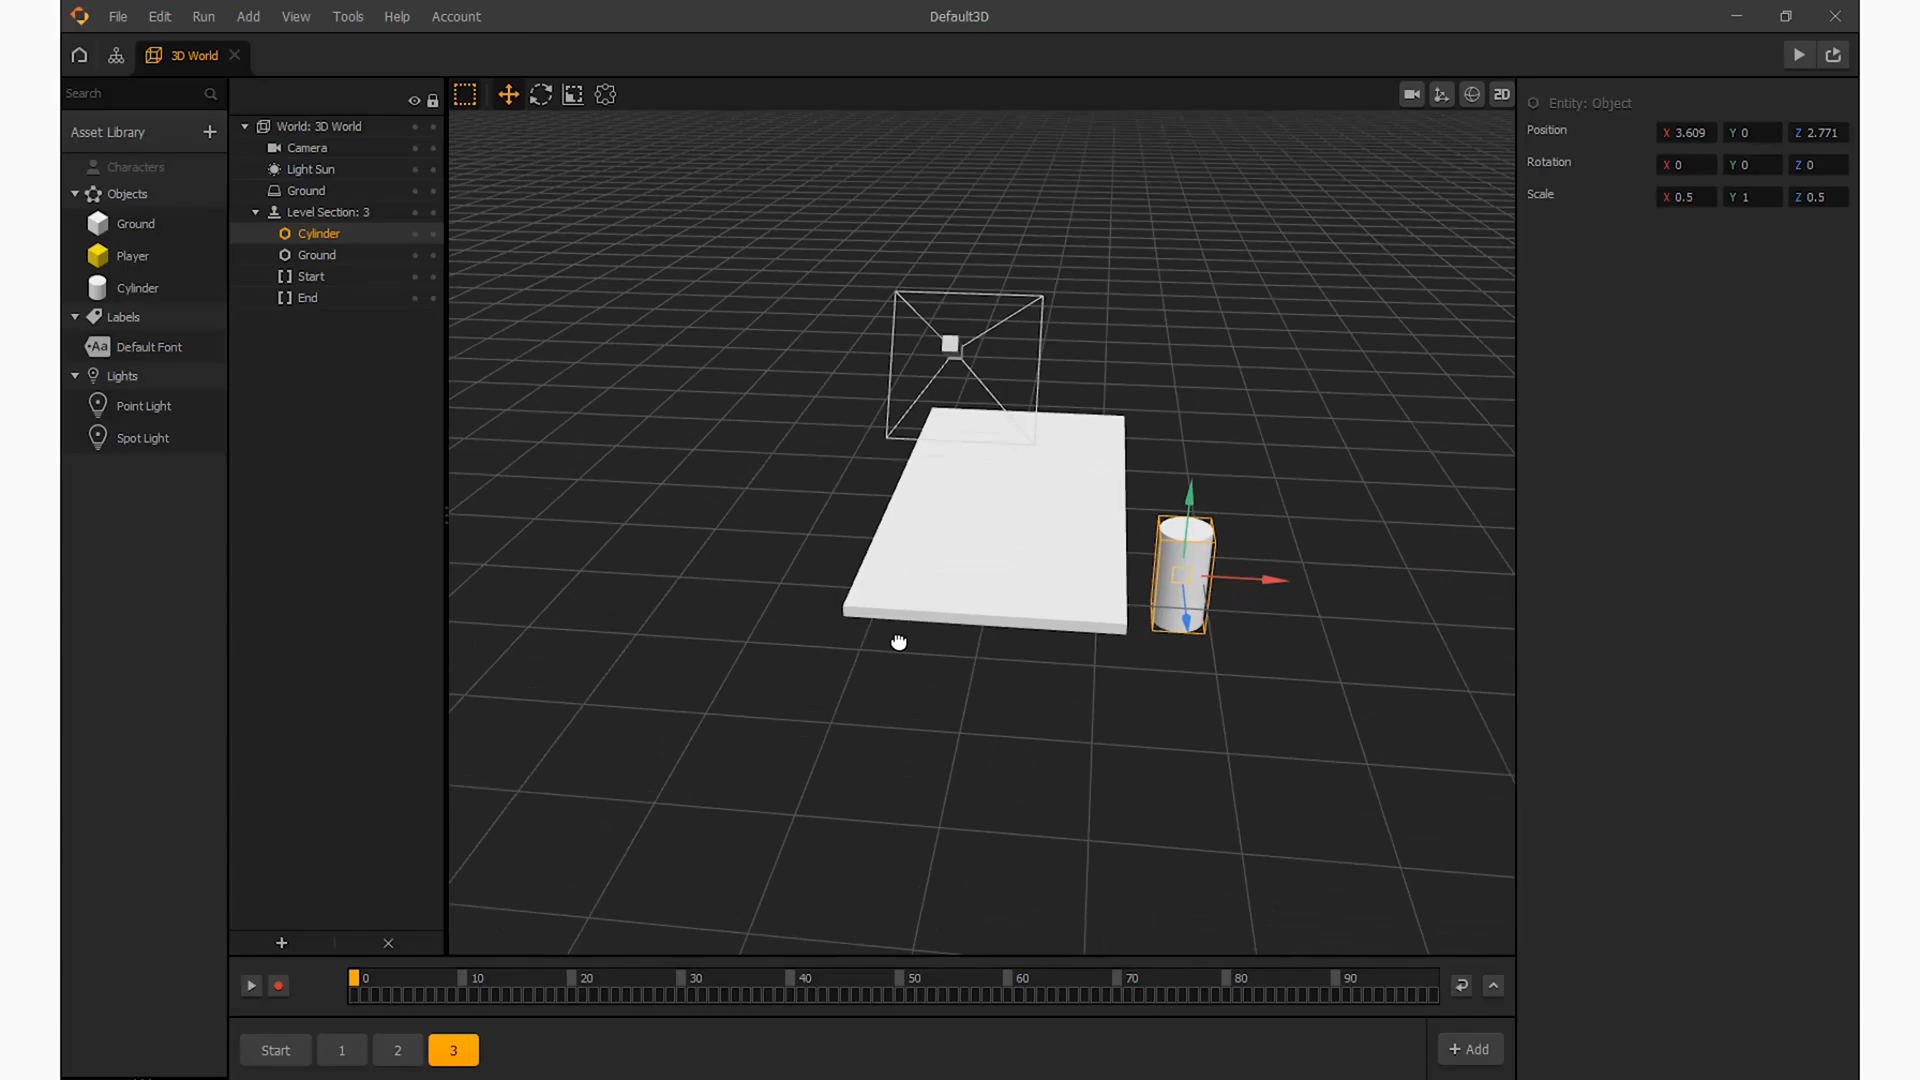 File Edit Run Add View Tools Help Account Default3D
3D World
Search
Asset Library
Characters
Objects
Ground
Player
Cylinder
Labels
Aa Default Font
Lights
Point Light
Spot Light
World: 3D World
Camera
Light Sun
Ground
Level Section: 3
Cylinder
Ground
Start
End
2D
Entity: Object
Position X 3.609 Y 0 Z 2.771
Rotation X 0 Y 0 Z 0
Scale X 0.5 Y 1 Z 0.5
0 10 20 30 40 50 60 70 80 90
Start 1 2 3
+ Add